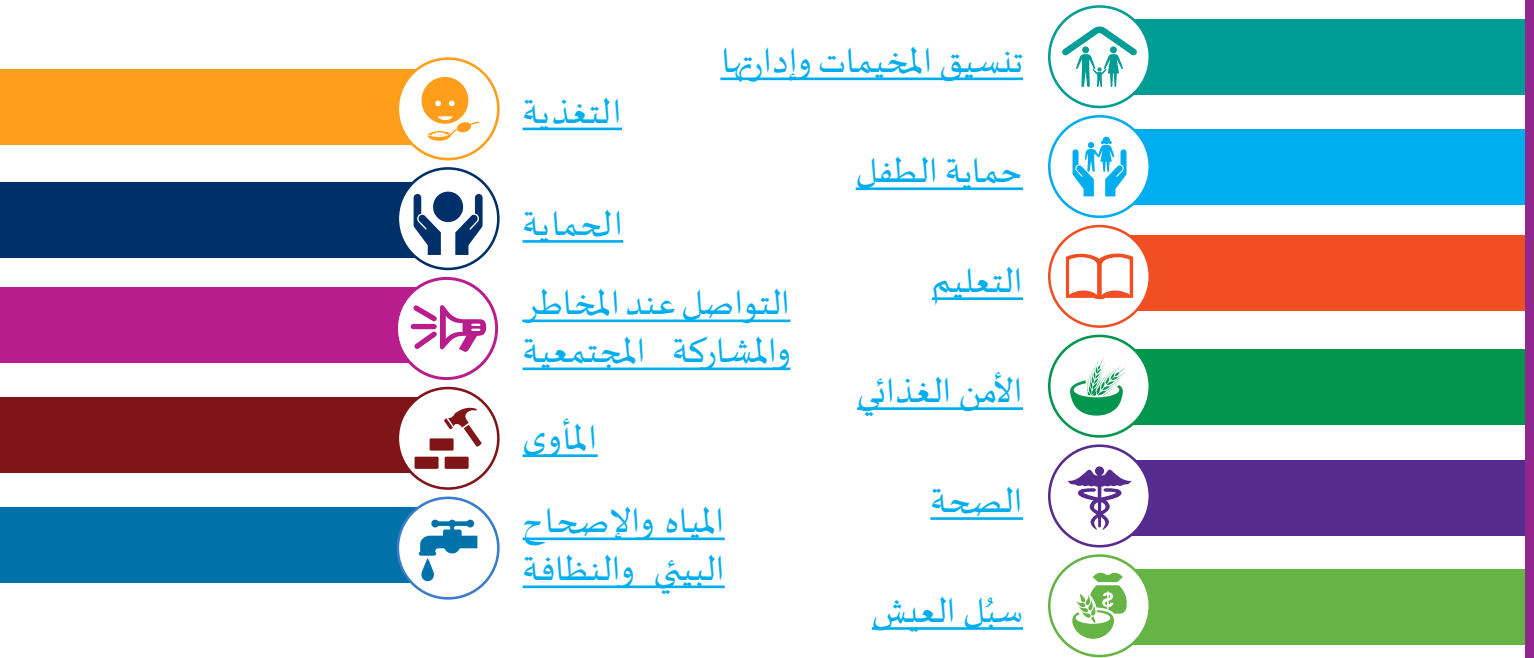 تنسيق المخيمات وإدارتها
حماية الطفل
التعليم
الأمن الغذائي
الصحة
سبُل العيش
التغذية
الحماية
التواصل عند المخاطر
والمشاركة المجتمعية
المأوى
المياه والإصحاح
البيئي والنظافة